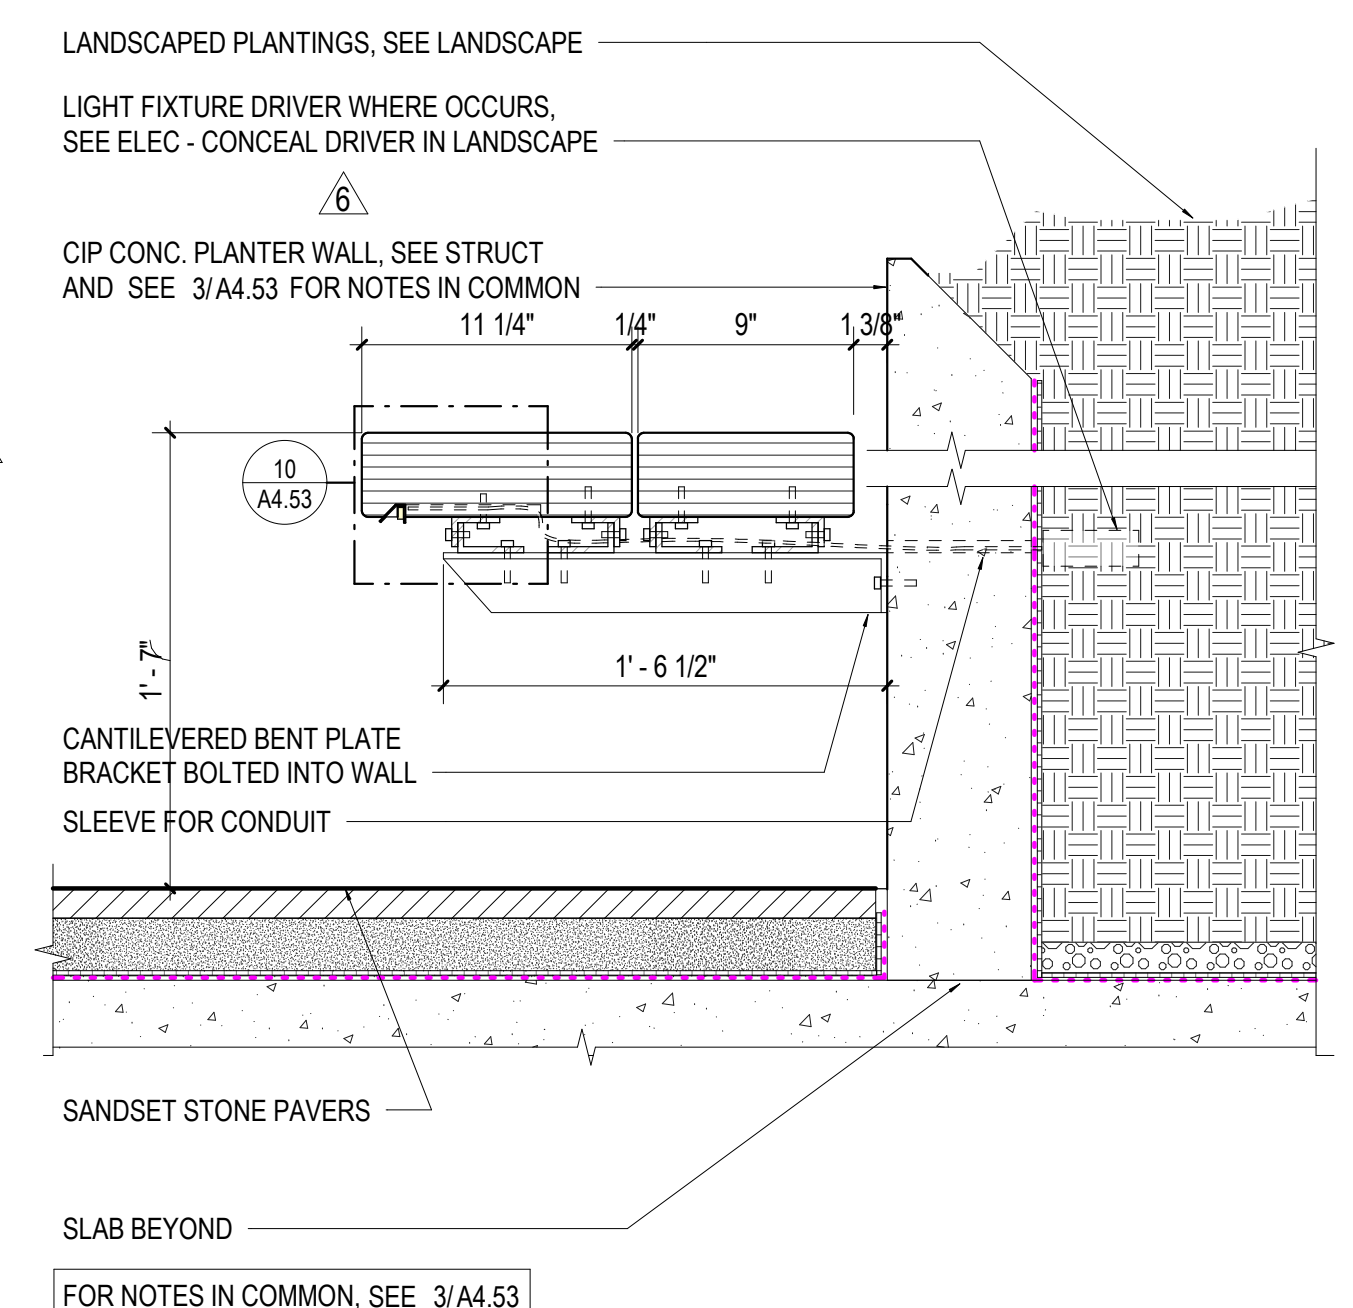 LANDSCAPED PLANTINGS, SEE LANDSCAPE
LIGHT FIXTURE DRIVER WHERE OCCURS,
SEE ELEC - CONCEAL DRIVER IN LANDSCAPE
6
CIP CONC. PLANTER WALL, SEE STRUCT
AND SEE 3/A4.53 FOR NOTES IN COMMON
11 1/4" 1/4" 9" 1 3/8"
10
A4.53
1' - 7"
1' - 6 1/2"
CANTILEVERED BENT PLATE
BRACKET BOLTED INTO WALL
SLEEVE FOR CONDUIT
SANDSET STONE PAVERS
SLAB BEYOND
FOR NOTES IN COMMON, SEE 3/A4.53